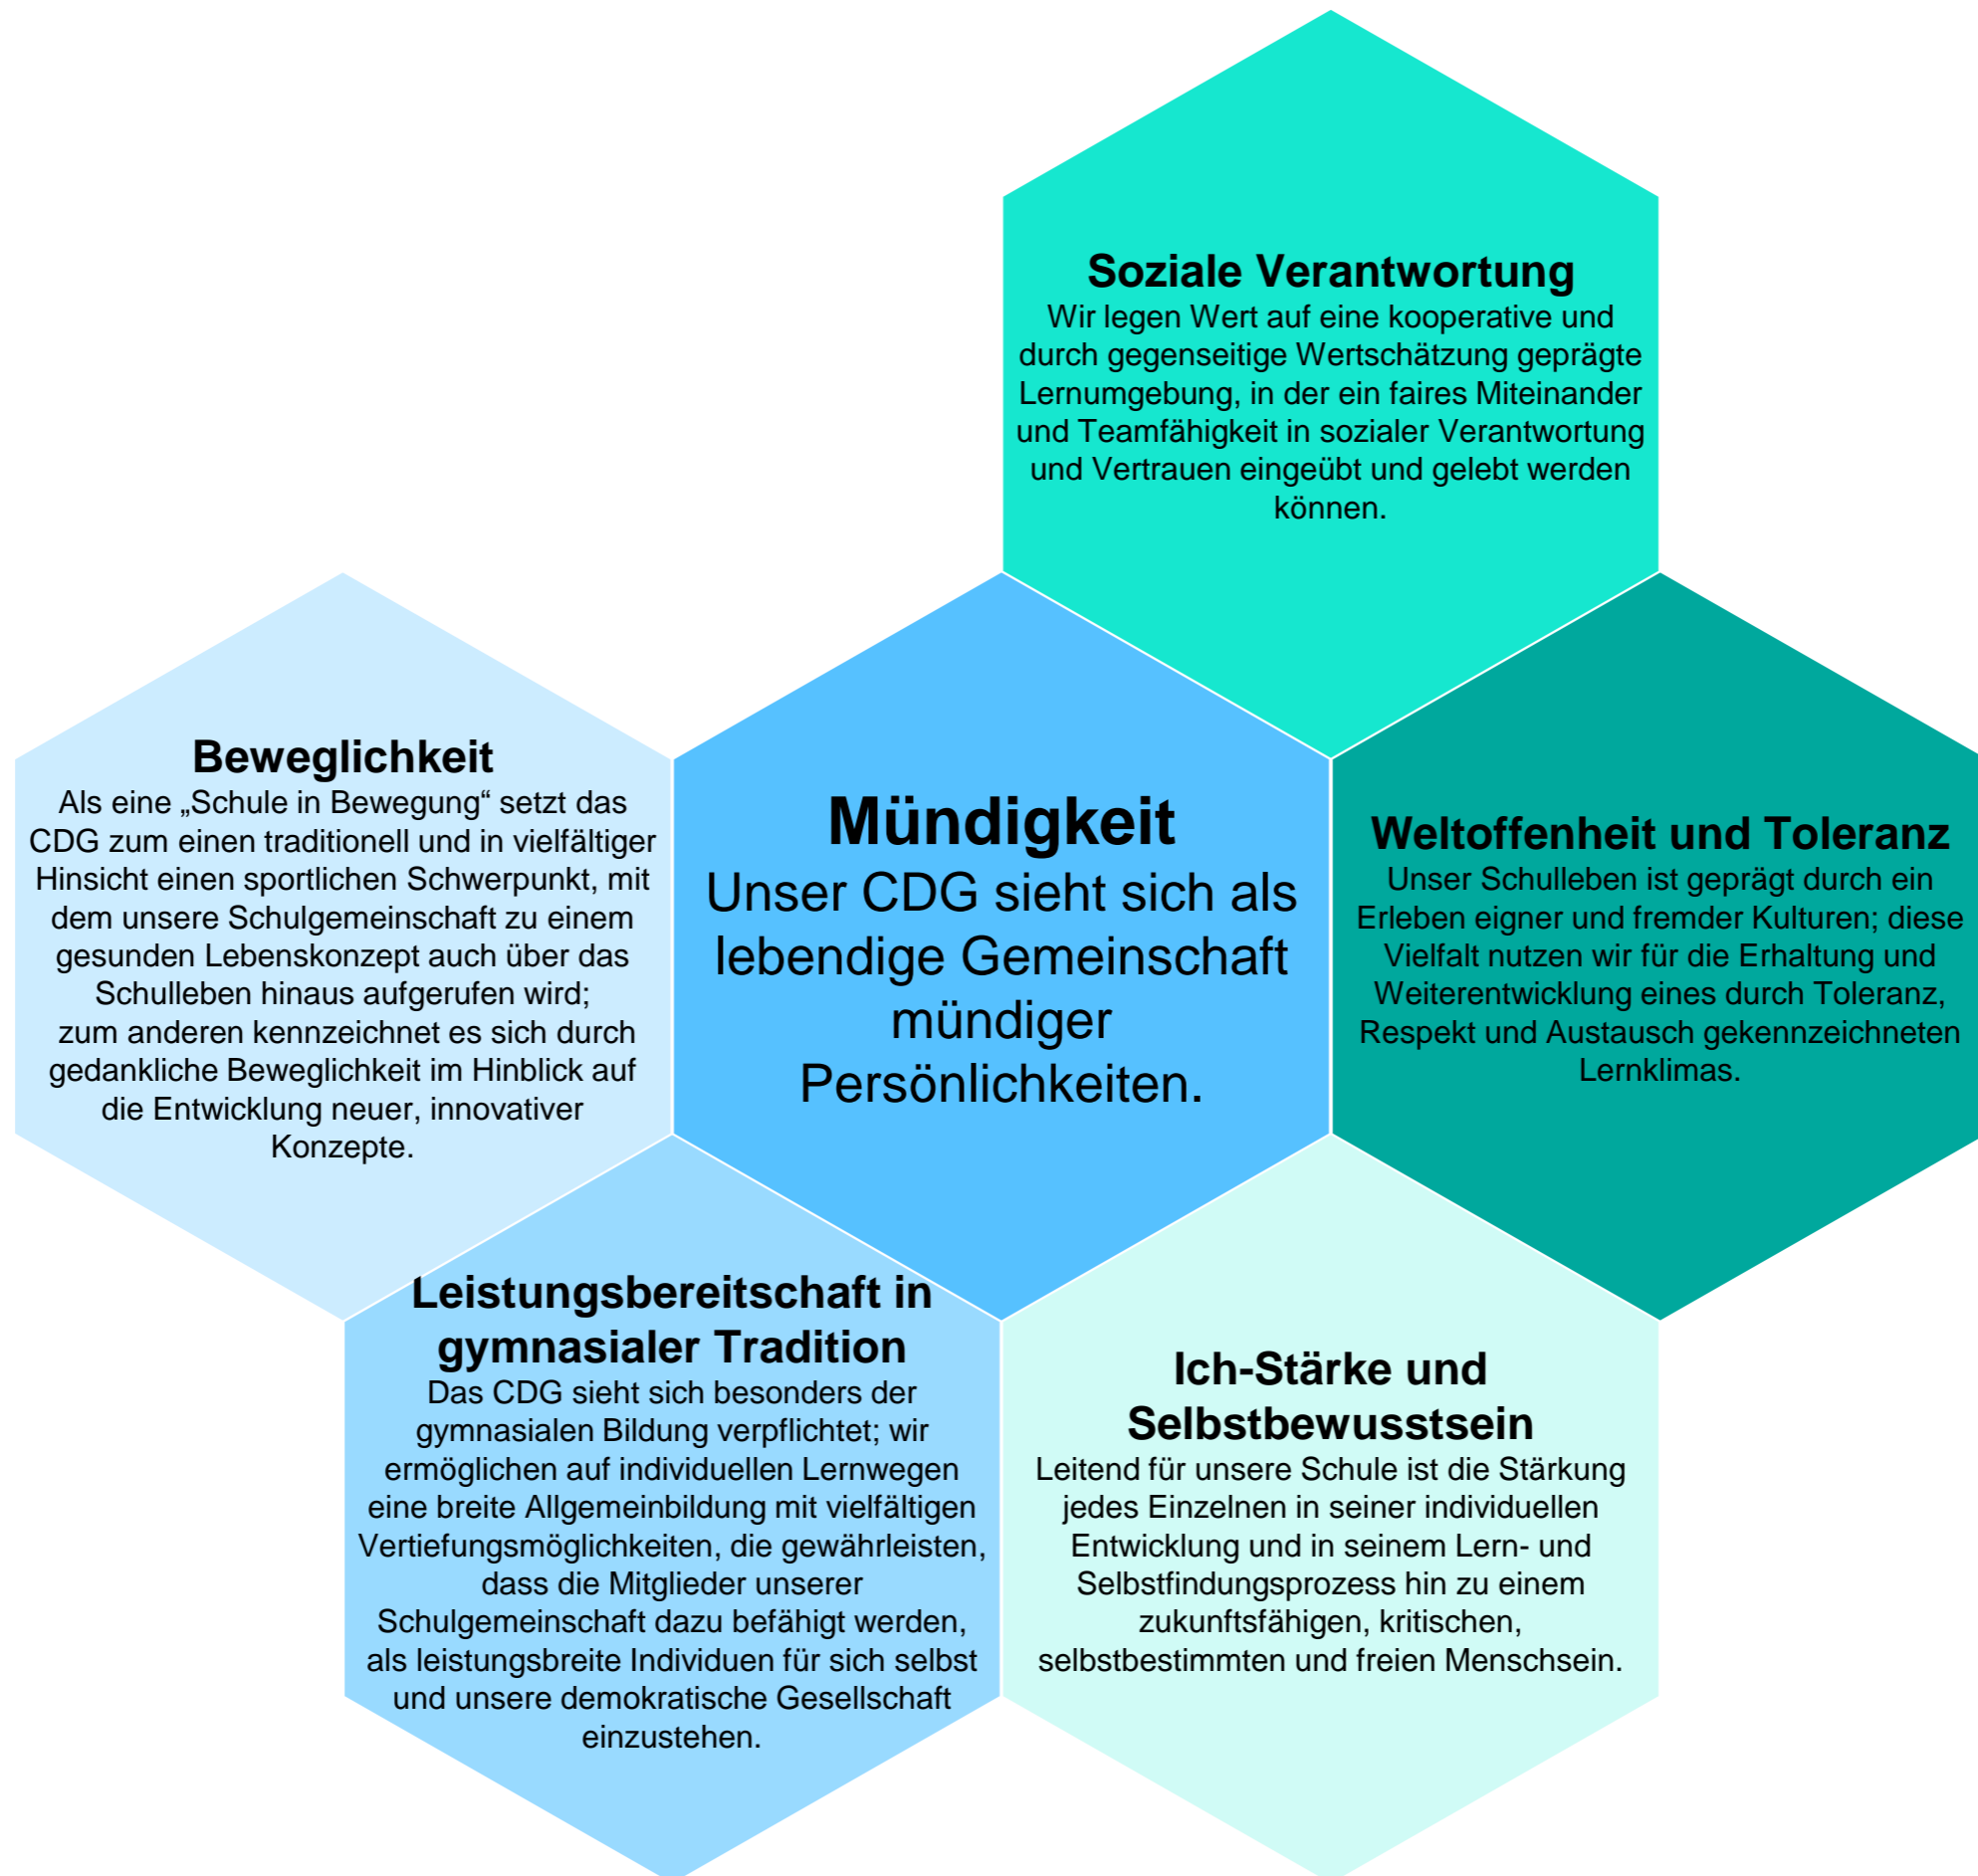 Soziale Verantwortung
Wir legen Wert auf eine kooperative und
durch gegenseitige Wertschätzung geprägte
Lernumgebung, in der ein faires Miteinander
und Teamfähigkeit in sozialer Verantwortung
und Vertrauen eingeübt und gelebt werden
können.
Beweglichkeit
Als eine „Schule in Bewegung“ setzt das
CDG zum einen traditionell und in vielfältiger
Hinsicht einen sportlichen Schwerpunkt, mit
dem unsere Schulgemeinschaft zu einem
gesunden Lebenskonzept auch über das
Schulleben hinaus aufgerufen wird;
zum anderen kennzeichnet es sich durch
gedankliche Beweglichkeit im Hinblick auf
die Entwicklung neuer, innovativer
Konzepte.
Mündigkeit
Unser CDG sieht sich als
lebendige Gemeinschaft
mündiger
Persönlichkeiten.
Weltoffenheit und Toleranz
Unser Schulleben ist geprägt durch ein
Erleben eigner und fremder Kulturen; diese
Vielfalt nutzen wir für die Erhaltung und
Weiterentwicklung eines durch Toleranz,
Respekt und Austausch gekennzeichneten
Lernklimas.
Leistungsbereitschaft in
gymnasialer Tradition
Das CDG sieht sich besonders der
gymnasialen Bildung verpflichtet; wir
ermöglichen auf individuellen Lernwegen
eine breite Allgemeinbildung mit vielfältigen
Vertiefungsmöglichkeiten, die gewährleisten,
dass die Mitglieder unserer
Schulgemeinschaft dazu befähigt werden,
als leistungsbreite Individuen für sich selbst
und unsere demokratische Gesellschaft
einzustehen.
Ich-Stärke und
Selbstbewusstsein
Leitend für unsere Schule ist die Stärkung
jedes Einzelnen in seiner individuellen
Entwicklung und in seinem Lern- und
Selbstfindungsprozess hin zu einem
zukunftsfähigen, kritischen,
selbstbestimmten und freien Menschsein.